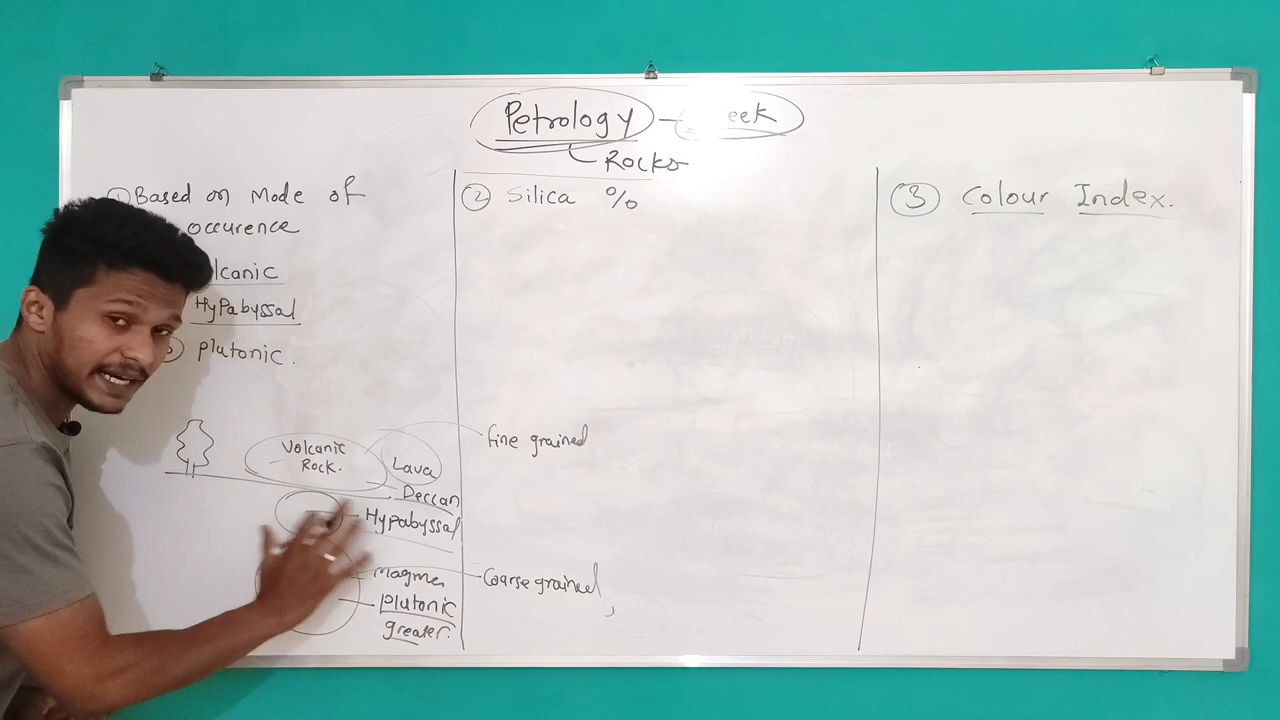 Petrology - eek
Rocks
① Based on Mode of
occurence
lcanic
Hypabyssal
plutonic.
Volcanic
Rock.
Lava
Deccan
Hypabyssal
magma
plutonic
greater.
② Silica %
fine grained
Coarse grained,
③ Colour Index.